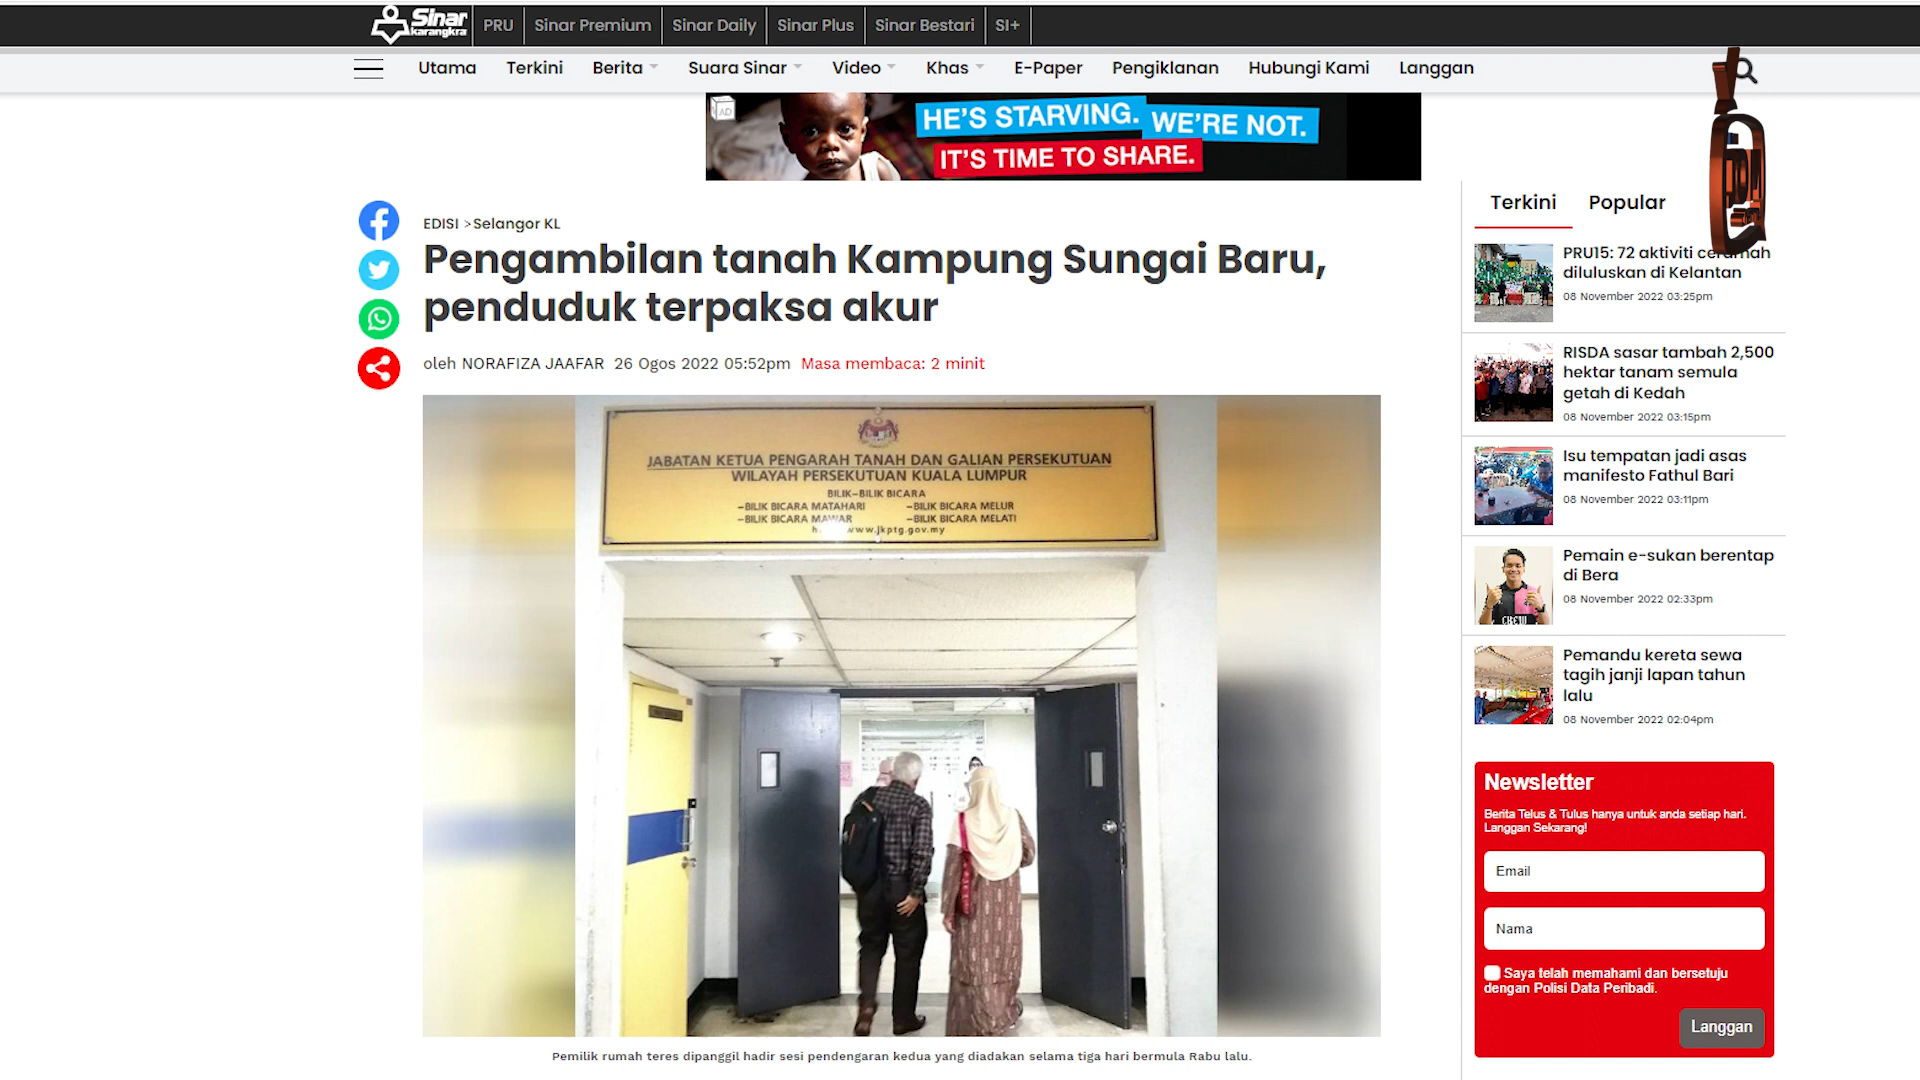 Sinar
karangkraf
PRU
Sinar Premium
Sinar Daily
Sinar Plus
Sinar Bestari
SI+
Utama
Terkini
Berita
Suara Sinar
Video
Khas
E-Paper
Pengiklanan
Hubungi Kami
Langgan
AD
HE'S STARVING. WE'RE NOT.
IT'S TIME TO SHARE.
EDISI >Selangor KL
Pengambilan tanah Kampung Sungai Baru,
penduduk terpaksa akur
oleh NORAFIZA JAAFAR 26 Ogos 2022 05:52pm Masa membaca: 2 minit
JABATAN KETUA PENGARAH TANAH DAN GALIAN PERSEKUTUAN
WILAYAH PERSEKUTUAN KUALA LUMPUR
BILIK-BILIK BICARA
-BILIK BICARA MATAHARI -BILIK BICARA MELUR
-BILIK BICARA MAWAR -BILIK BICARA MELATI
www.jkptg.gov.my
Pemilik rumah teres dipanggil hadir sesi pendengaran kedua yang diadakan selama tiga hari bermula Rabu lalu.
Terkini
Popular
PRU15: 72 aktiviti ceramah
diluluskan di Kelantan
08 November 2022 03:25pm
RISDA sasar tambah 2,500
hektar tanam semula
getah di Kedah
08 November 2022 03:15pm
Isu tempatan jadi asas
manifesto Fathul Bari
08 November 2022 03:11pm
Pemain e-sukan berentap
di Bera
08 November 2022 02:33pm
Pemandu kereta sewa
tagih janji lapan tahun
lalu
08 November 2022 02:04pm
Newsletter
Berita Telus & Tulus hanya untuk anda setiap hari.
Langgan Sekarang!
Email
Nama
Saya telah memahami dan bersetuju
dengan Polisi Data Peribadi.
Langgan